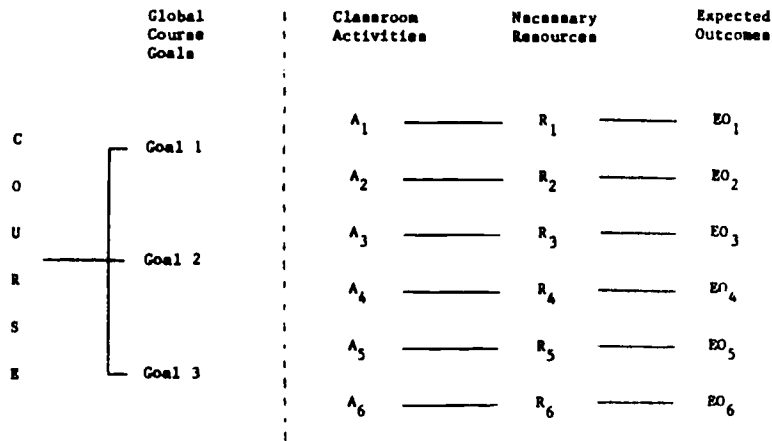 Global Course Goals
Classroom Activities
Necessary Resources
Expected Outcomes
COURSE
Goal 1
Goal 2
Goal 3
A1 R1 EO1
A2 R2 EO2
A3 R3 EO3
A4 R4 EO4
A5 R5 EO5
A6 R6 EO6